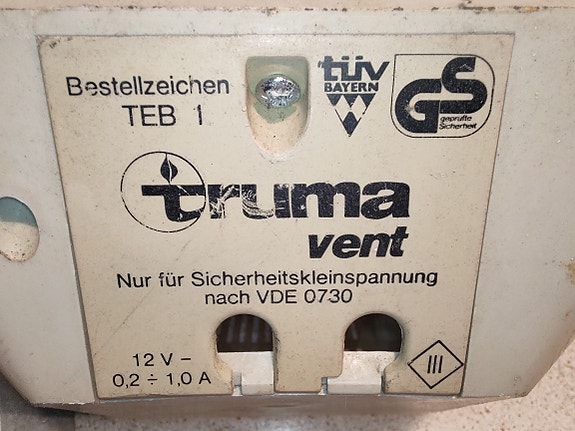 Bestellzeichen
TEB 1
TÜV
BAYERN
GS
geprüfte
Sicherheit
truma
vent
Nur für Sicherheitskleinspannung
nach VDE 0730
12 V –
0,2 ÷ 1,0 A
III